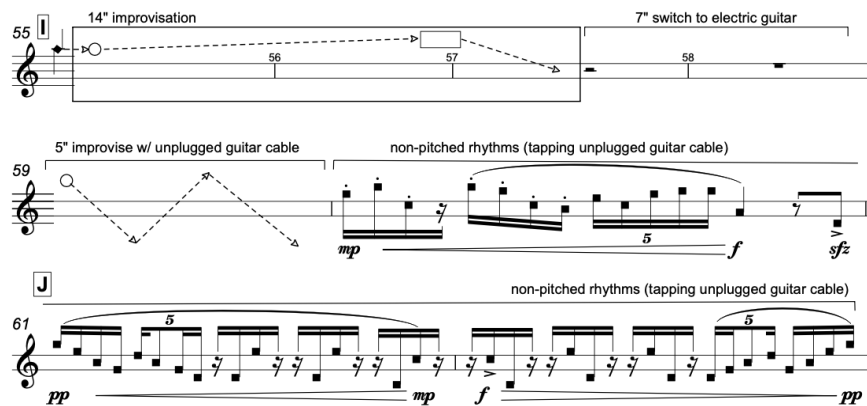 I 14" improvisation 7" switch to electric guitar
55 56 57 58
59 5" improvise w/ unplugged guitar cable non-pitched rhythms (tapping unplugged guitar cable)
5
mp f sfz
J non-pitched rhythms (tapping unplugged guitar cable)
61 5 5
pp mp f pp